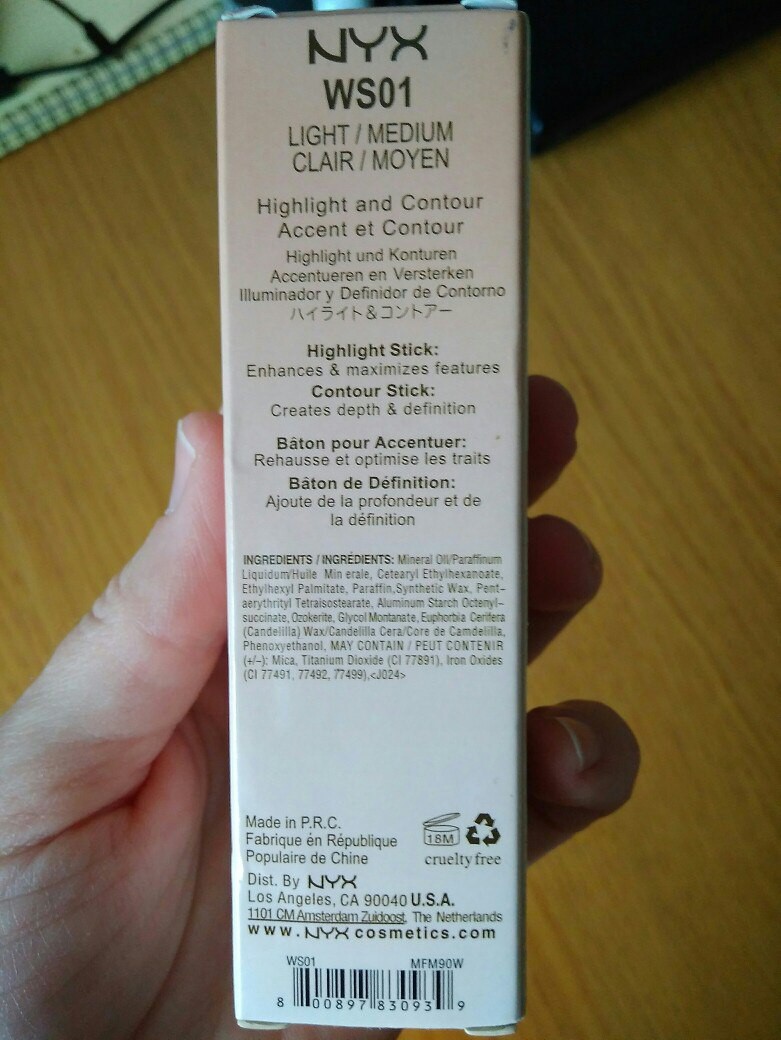 NYX
WS01
LIGHT / MEDIUM
CLAIR / MOYEN
Highlight and Contour
Accent et Contour
Highlight und Konturen
Accentueren en Versterken
Illuminador y Definidor de Contorno
ハイライト&コントアー
Highlight Stick:
Enhances & maximizes features
Contour Stick:
Creates depth & definition
Bâton pour Accentuer:
Rehausse et optimise les traits
Bâton de Définition:
Ajoute de la profondeur et de
la définition
INGREDIENTS / INGRÉDIENTS: Mineral Oil/Paraffinum
Liquidum/Huile Min erale, Cetearyl Ethylhexanoate,
Ethylhexyl Palmitate, Paraffin,Synthetic Wax, Pent-
aerythrityl Tetraisostearate, Aluminum Starch Octenyl-
succinate, Ozokerite, Glycol Montanate, Euphorbia Cerifera
(Candelilla) Wax/Candelilla Cera/Core de Camdelilla,
Phenoxyethanol, MAY CONTAIN / PEUT CONTENIR
(+/-): Mica, Titanium Dioxide (CI 77891), Iron Oxides
(CI 77491, 77492, 77499),<J024>
Made in P.R.C.
Fabrique én République
Populaire de Chine
18M
cruelty free
Dist. By NYX
Los Angeles, CA 90040 U.S.A.
1101 CM Amsterdam Zuidoost, The Netherlands
www.NYXcosmetics.com
WS01 MFM90W
8 00897 83093 9